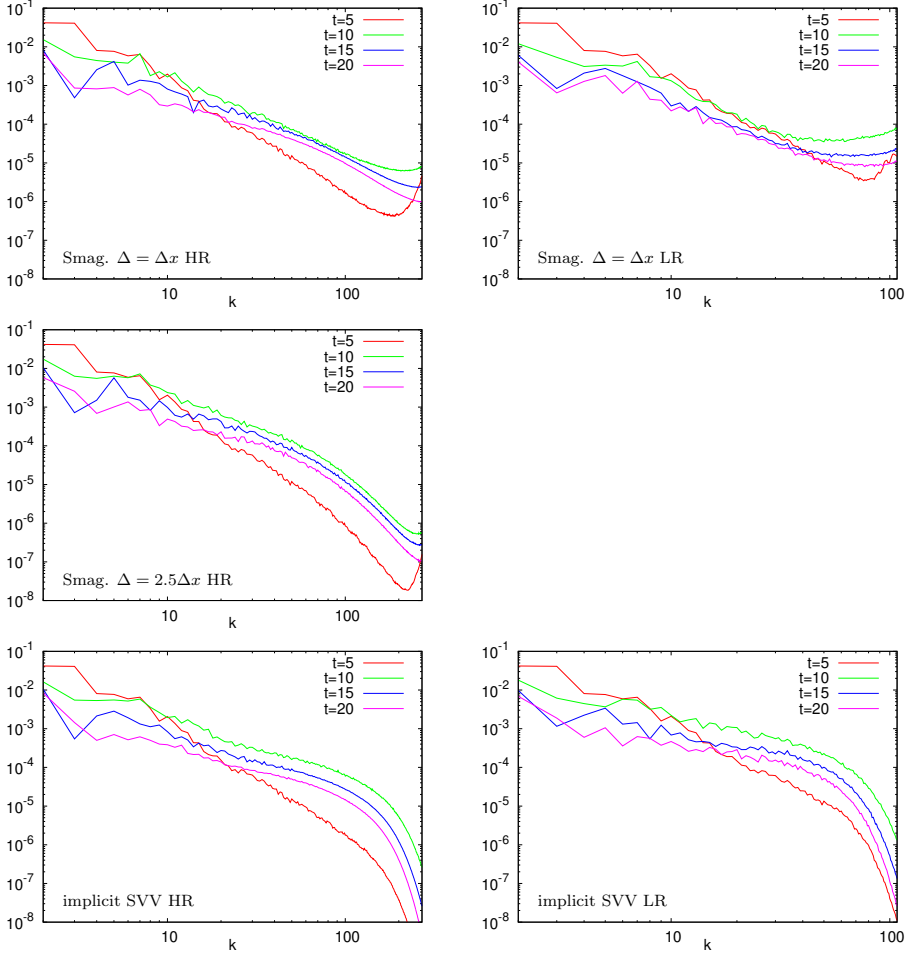 10^-1
10^-2
10^-3
10^-4
10^-5
10^-6
10^-7
10^-8
10
100
k
t=5
t=10
t=15
t=20
Smag. Δ = Δx HR
10^-1
10^-2
10^-3
10^-4
10^-5
10^-6
10^-7
10^-8
10
100
k
t=5
t=10
t=15
t=20
Smag. Δ = Δx LR
10^-1
10^-2
10^-3
10^-4
10^-5
10^-6
10^-7
10^-8
10
100
k
t=5
t=10
t=15
t=20
Smag. Δ = 2.5Δx HR
10^-1
10^-2
10^-3
10^-4
10^-5
10^-6
10^-7
10^-8
10
100
k
t=5
t=10
t=15
t=20
implicit SVV HR
10^-1
10^-2
10^-3
10^-4
10^-5
10^-6
10^-7
10^-8
10
100
k
t=5
t=10
t=15
t=20
implicit SVV LR